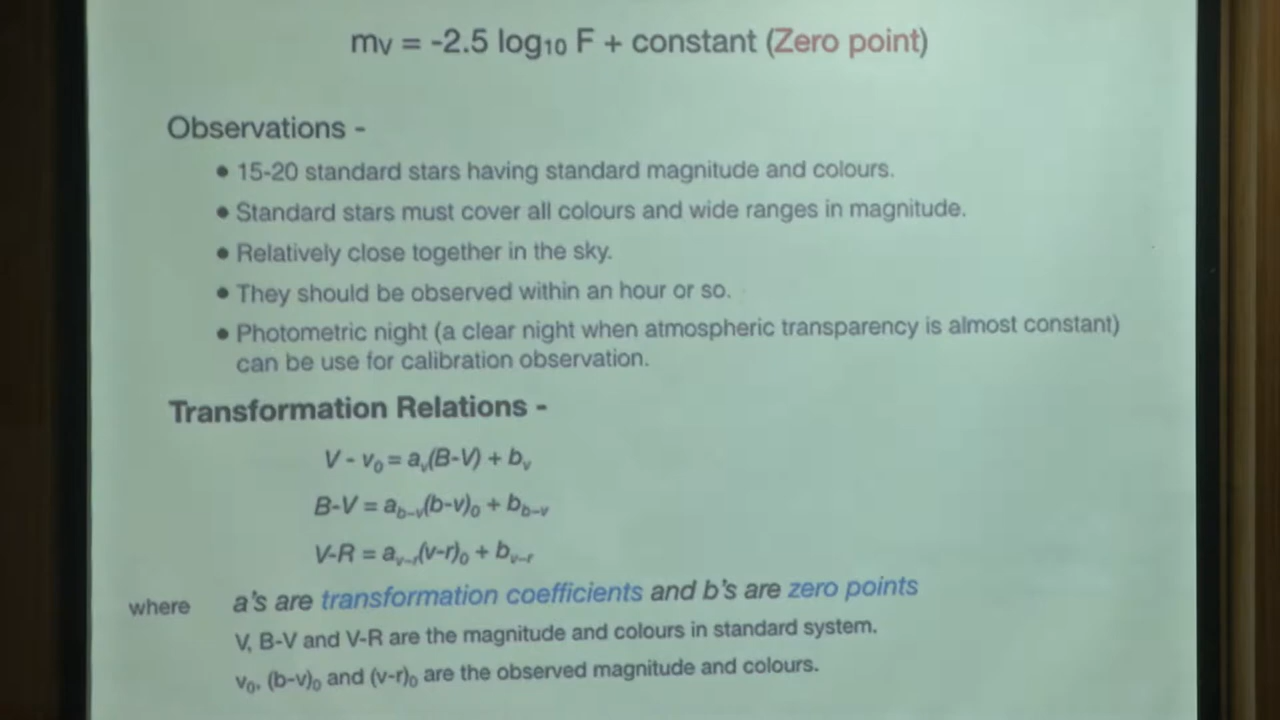 mv = -2.5 log₁₀ F + constant (Zero point)
Observations -
• 15-20 standard stars having standard magnitude and colours.
• Standard stars must cover all colours and wide ranges in magnitude.
• Relatively close together in the sky.
• They should be observed within an hour or so.
• Photometric night (a clear night when atmospheric transparency is almost constant)
can be use for calibration observation.
Transformation Relations -
V - v₀ = aᵥ(B-V) + bᵥ
B-V = a_{b-v}(b-v)₀ + b_{b-v}
V-R = a_{v-r}(v-r)₀ + b_{v-r}
where a's are transformation coefficients and b's are zero points
V, B-V and V-R are the magnitude and colours in standard system.
v₀, (b-v)₀ and (v-r)₀ are the observed magnitude and colours.